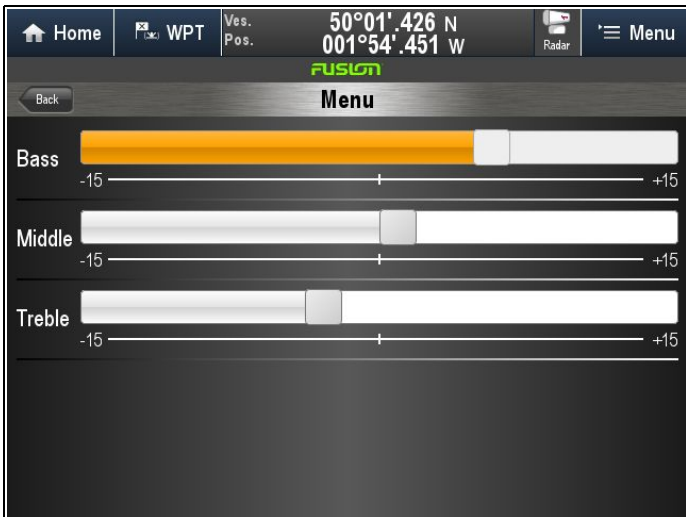 Home
WPT
Ves.
Pos.
50°01'.426 N
001°54'.451 W
Radar
Menu
FUSION
Back
Menu
Bass
-15
+15
Middle
-15
+15
Treble
-15
+15